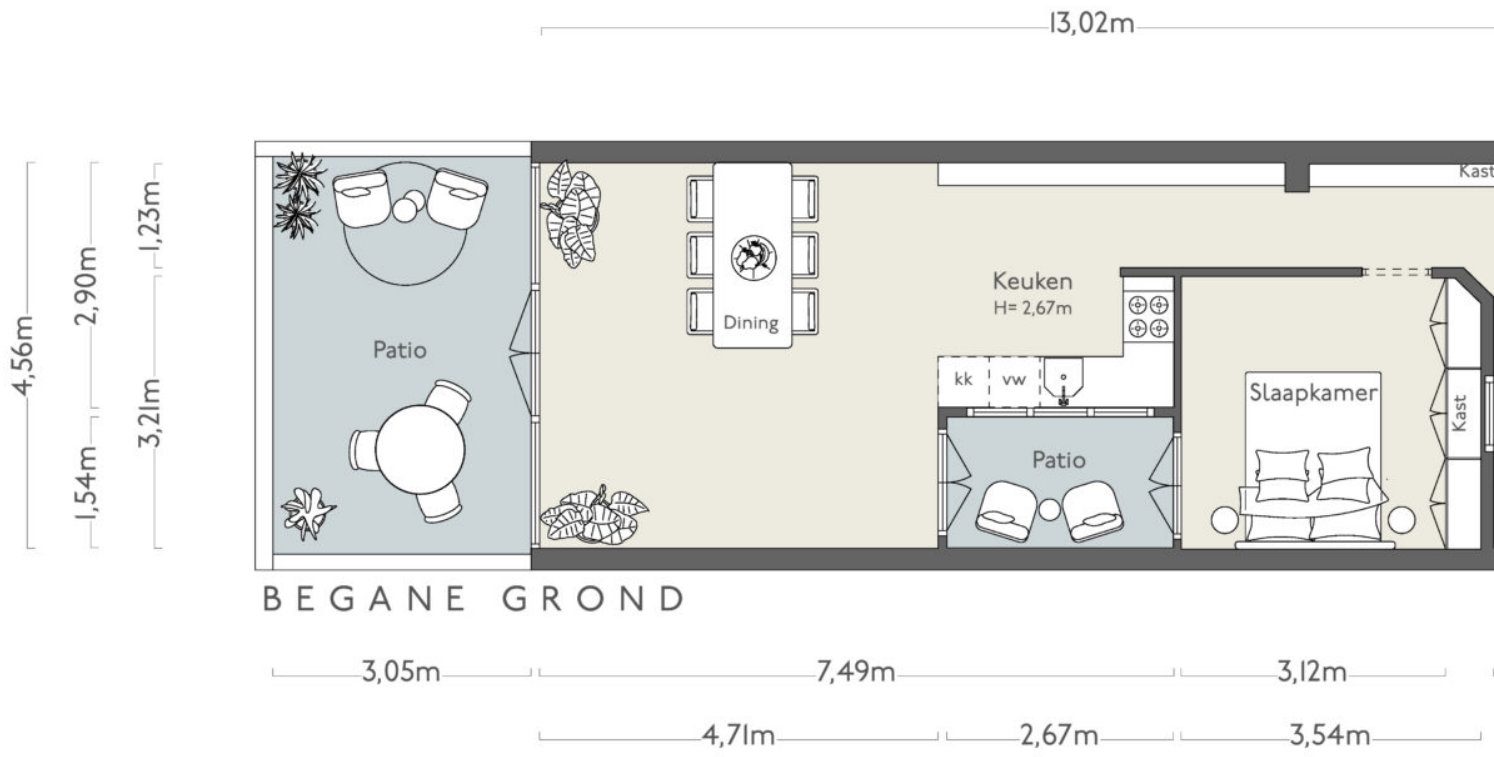 13,02m
Kast
1,23m
2,90m
4,56m
3,21m
1,54m
Keuken
H= 2,67m
Dining
Patio
kk
vw
Slaapkamer
Kast
Patio
BEGANE GROND
3,05m
7,49m
3,12m
4,71m
2,67m
3,54m